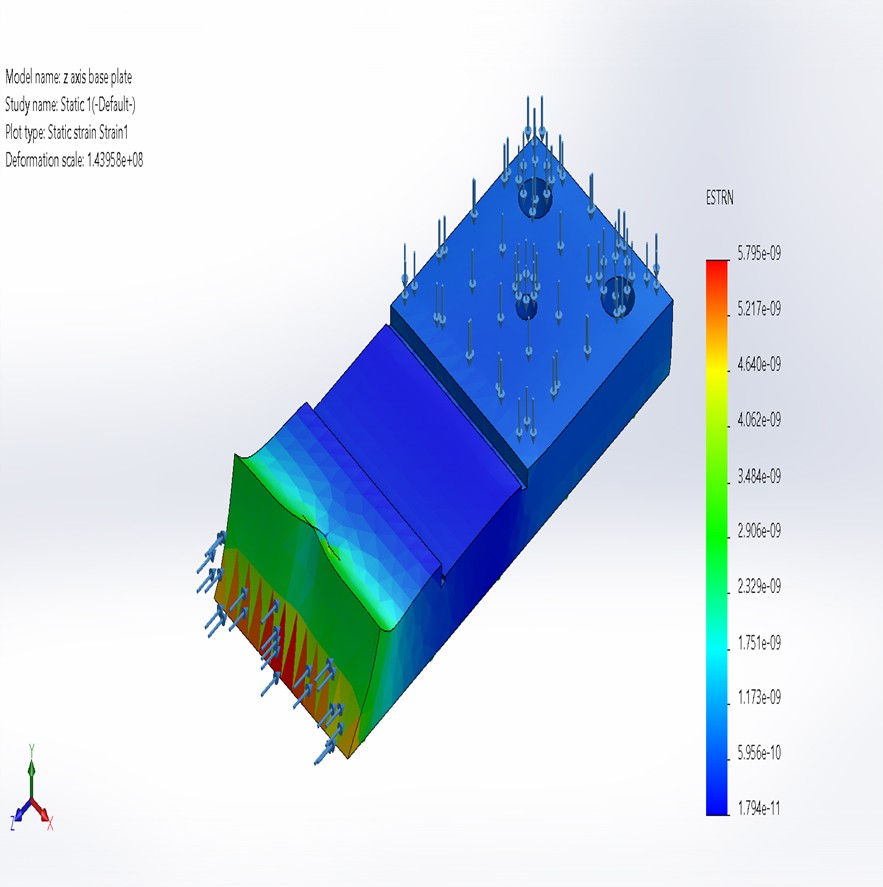 Model name: z axis base plate
Study name: Static 1(-Default-)
Plot type: Static strain Strain1
Deformation scale: 1.43958e+08
ESTRN
5.795e-09
5.217e-09
4.640e-09
4.062e-09
3.484e-09
2.906e-09
2.329e-09
1.751e-09
1.173e-09
5.956e-10
1.794e-11
Y
Z
X